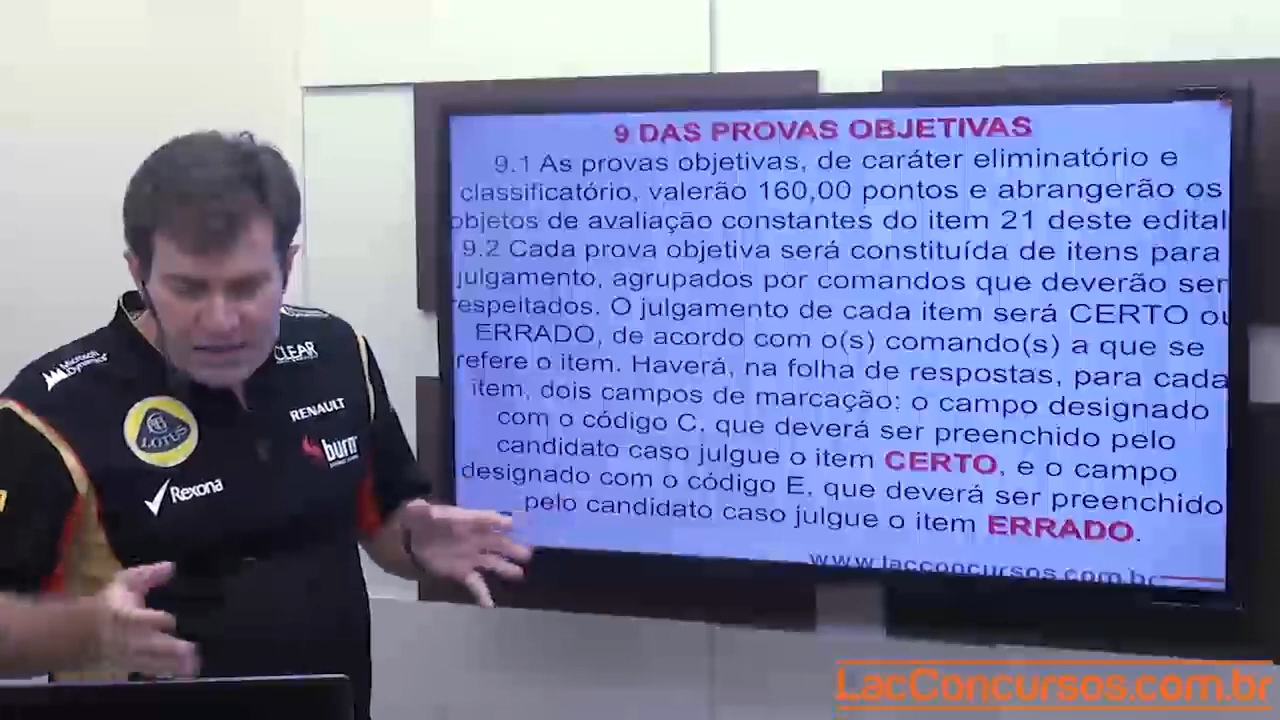 9 DAS PROVAS OBJETIVAS
9.1 As provas objetivas, de caráter eliminatório e
classificatório, valerão 160,00 pontos e abrangerão os
objetos de avaliação constantes do item 21 deste edital
9.2 Cada prova objetiva será constituída de itens para
julgamento, agrupados por comandos que deverão ser
respeitados. O julgamento de cada item será CERTO ou
ERRADO, de acordo com o(s) comando(s) a que se
refere o item. Haverá, na folha de respostas, para cada
item, dois campos de marcação: o campo designado
com o código C, que deverá ser preenchido pelo
candidato caso julgue o item CERTO, e o campo
designado com o código E, que deverá ser preenchido
pelo candidato caso julgue o item ERRADO.
www.lacconcursos.com.br
Microsoft
Dynamics
CLEAR
LOTUS
RENAULT
burn
Rexona
LacConcursos.com.br